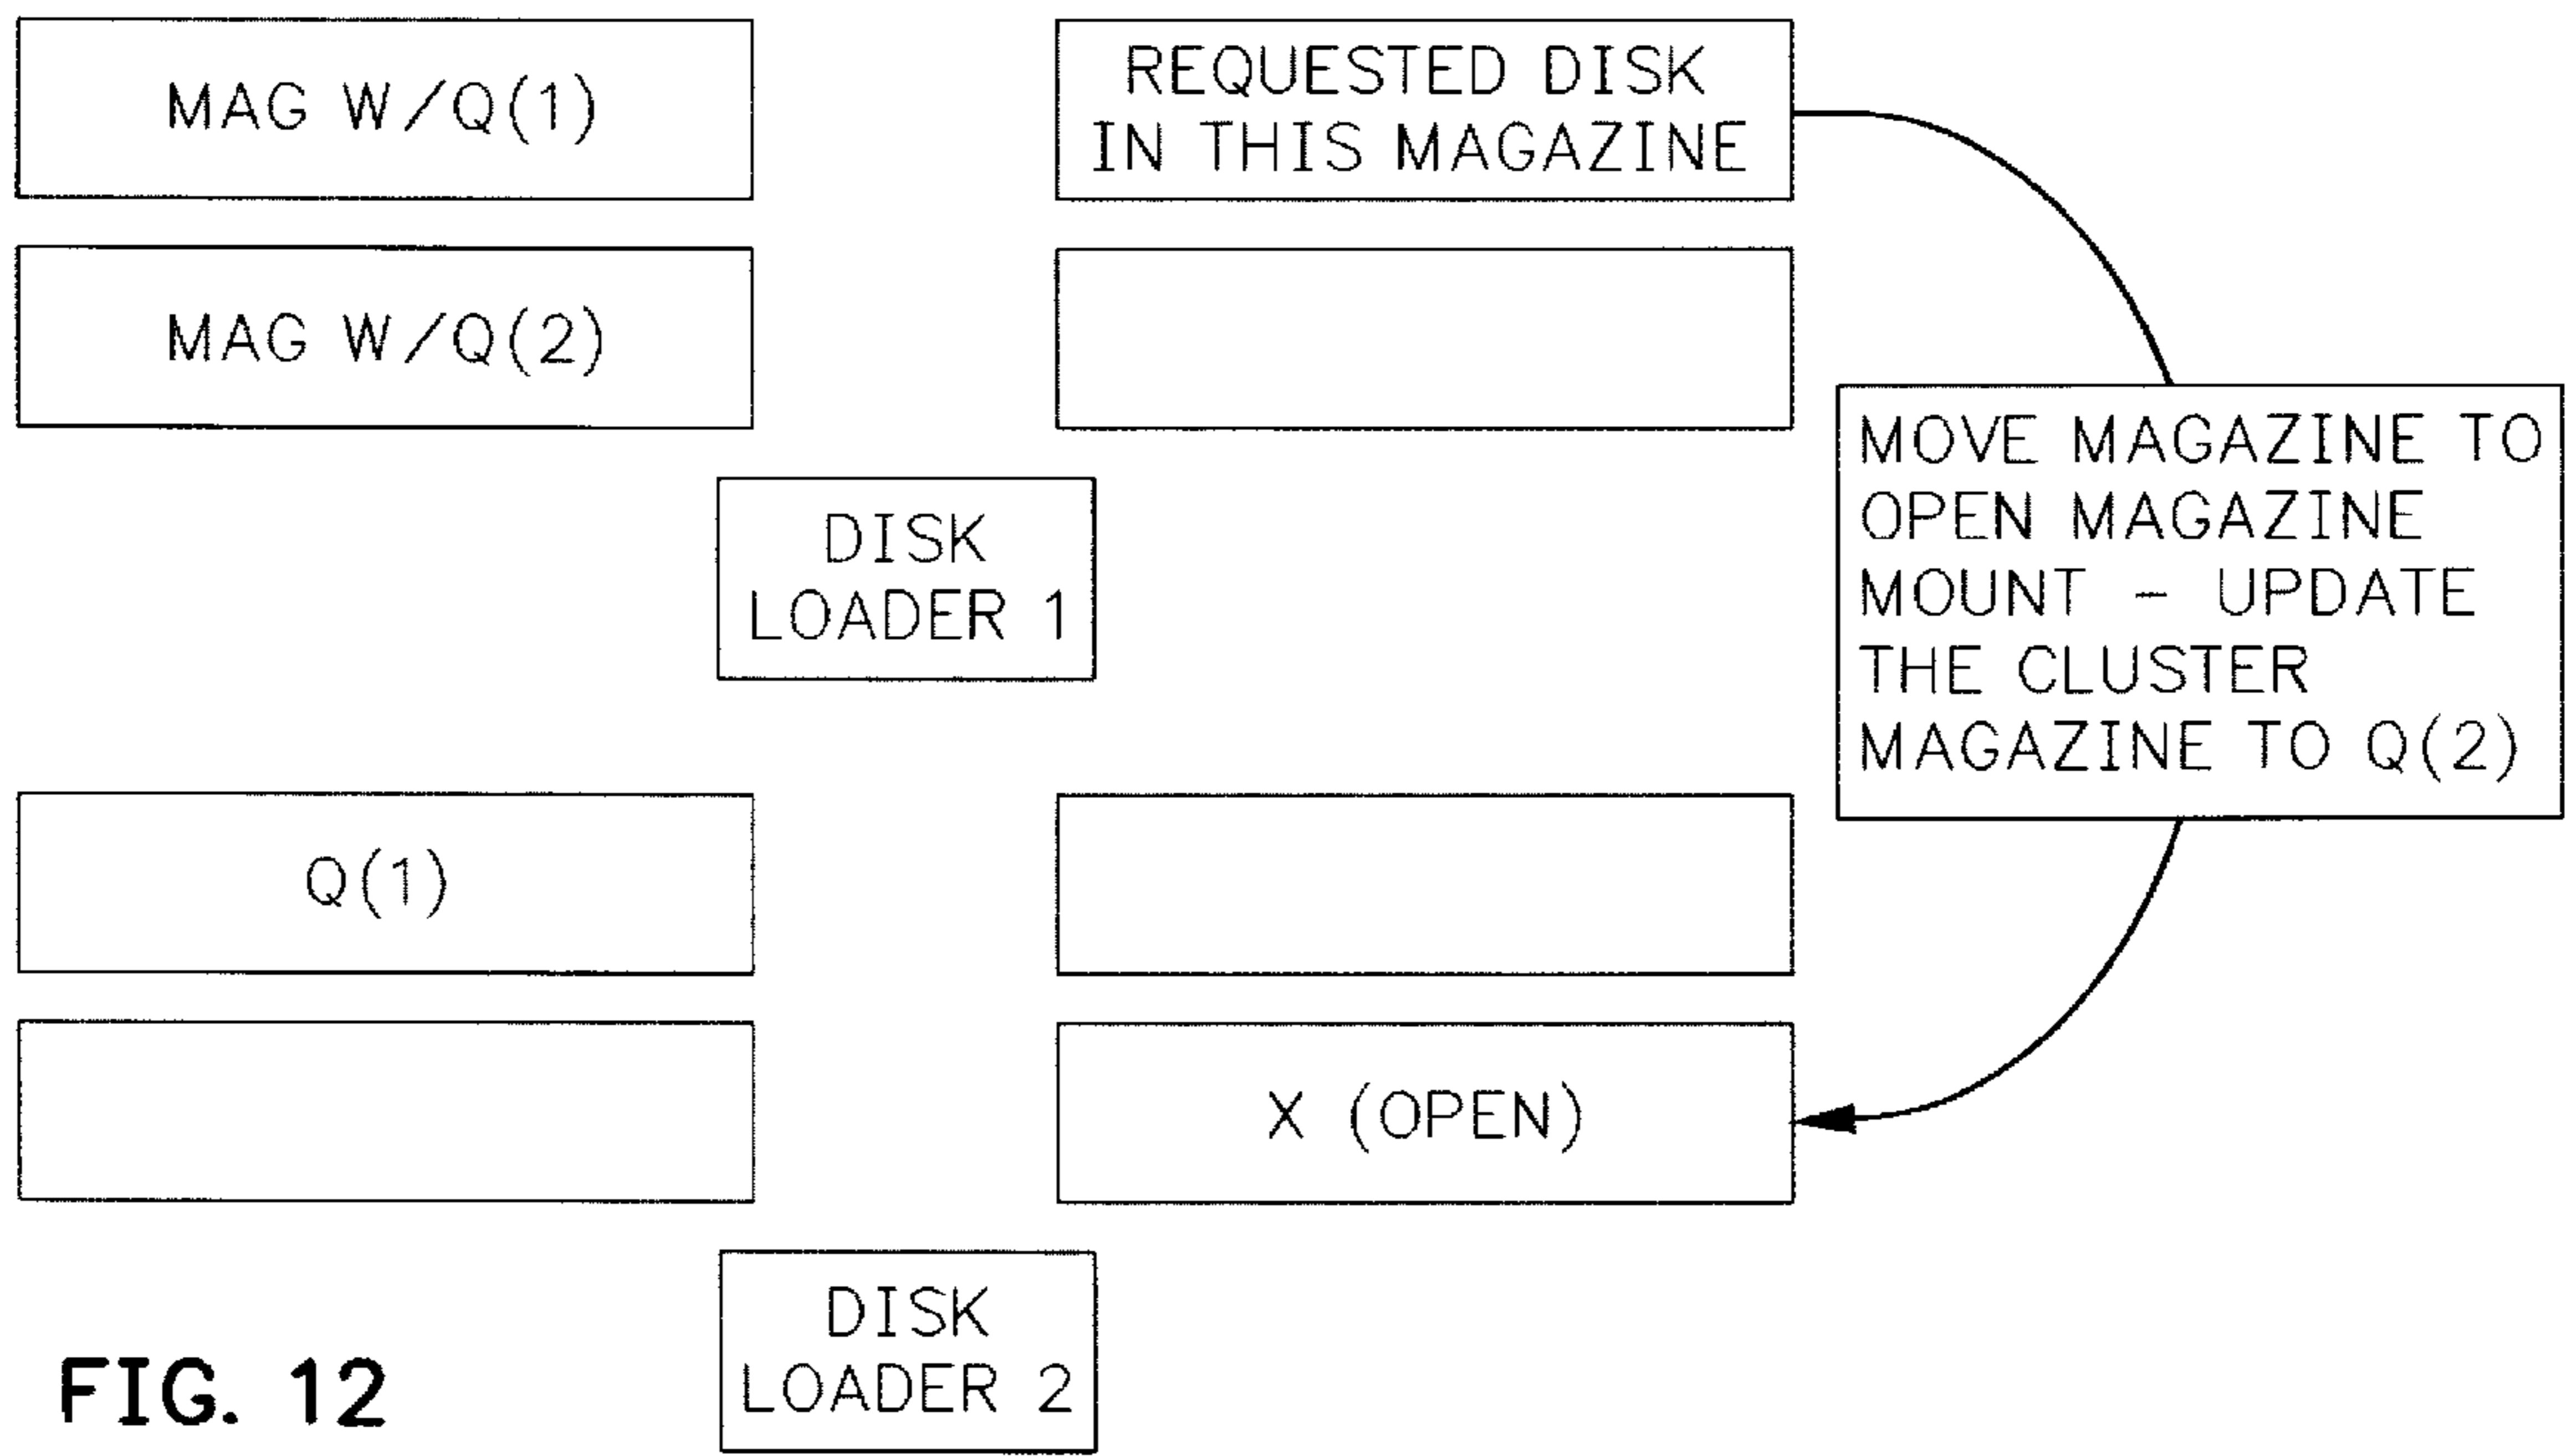 MAG W/Q(1)
REQUESTED DISK
IN THIS MAGAZINE
MAG W/Q(2)
MOVE MAGAZINE TO
OPEN MAGAZINE
MOUNT - UPDATE
THE CLUSTER
MAGAZINE TO Q(2)
DISK
LOADER 1
Q(1)
X (OPEN)
DISK
LOADER 2
FIG. 12